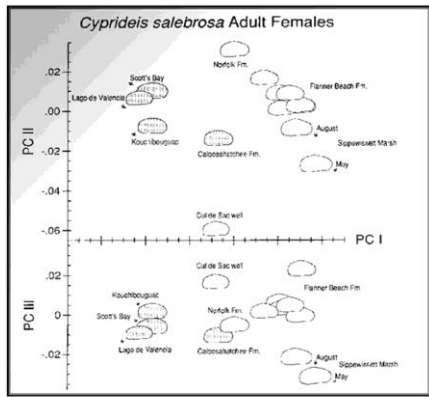 Cyprideis salebrosa Adult Females
PC II
.02
.00
-.02
-.04
-.06
Norfolk Fm.
Scott's Bay
Lago de Valencia
Kouchibouguac
Caloosahatchee Fm.
Flanner Beach Fm.
August
Sippewissett Marsh
May
Cul de Sac well
PC I
PC III
.02
.00
-.02
Cul de Sac well
Flanner Beach Fm.
Kouchibouguac
Scott's Bay
Norfolk Fm.
Lago de Valencia
Caloosahatchee Fm.
August
Sippewissett Marsh
May